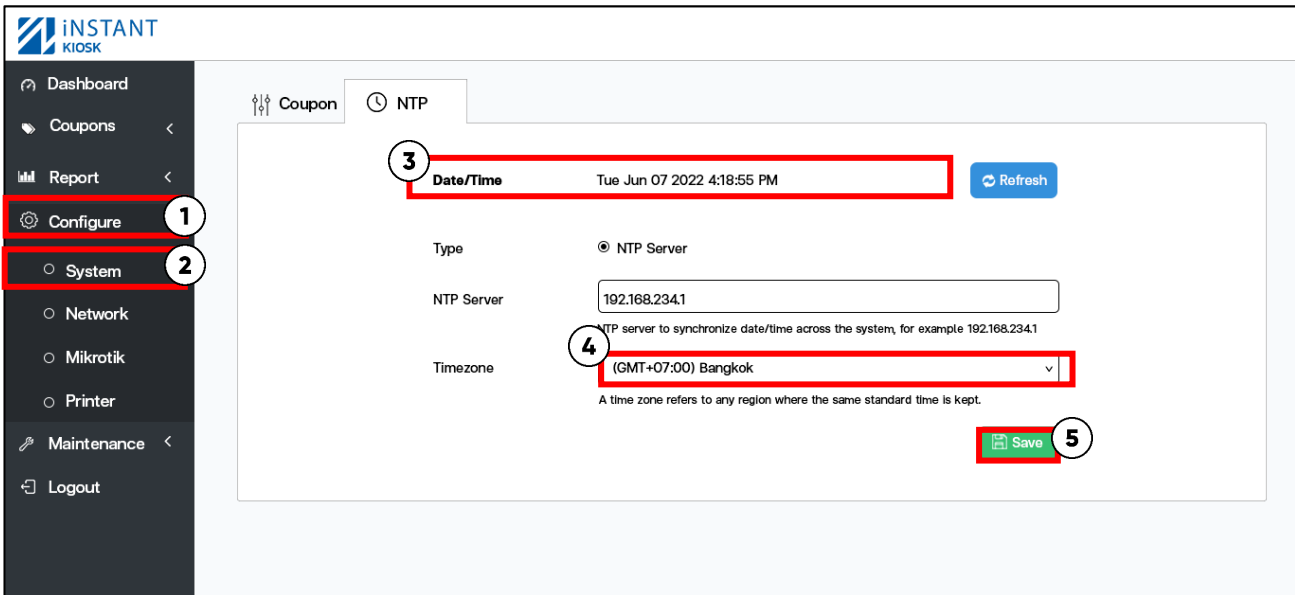 iNSTANT
KIOSK
Dashboard
Coupons
Report
Configure
1
System
2
Network
Mikrotik
Printer
Maintenance
Logout
Coupon
NTP
3
Date/Time Tue Jun 07 2022 4:18:55 PM
Refresh
Type NTP Server
NTP Server 192.168.234.1
NTP server to synchronize date/time across the system, for example 192.168.234.1
4
Timezone (GMT+07:00) Bangkok
A time zone refers to any region where the same standard time is kept.
Save
5